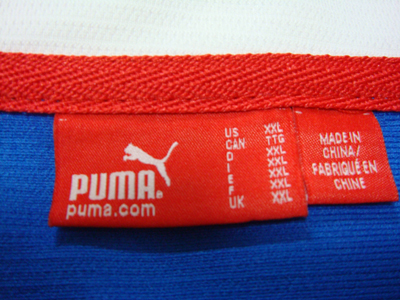 PUMA®
puma.com
US XXL
CAN TTG
D XXL
I XXL
E XXL
F XXL
UK XXL
MADE IN
CHINA/
FABRIQUÉ EN
CHINE